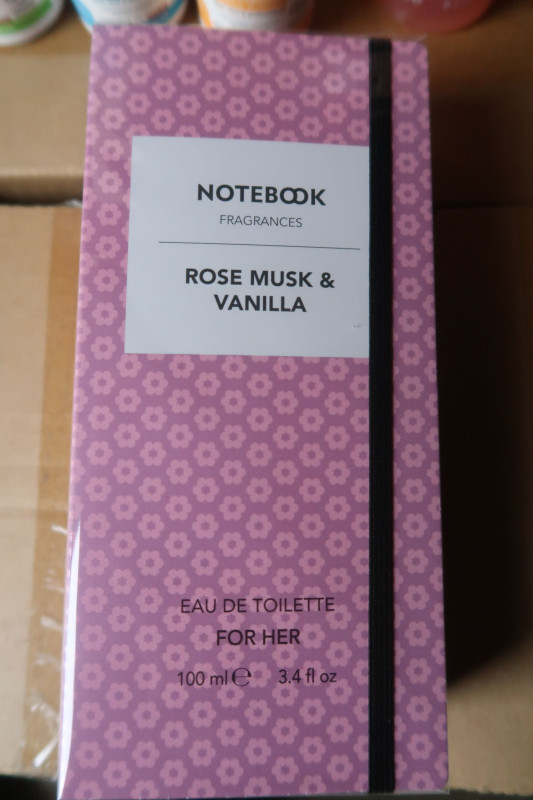 NOTEBOOK
FRAGRANCES
ROSE MUSK &
VANILLA
EAU DE TOILETTE
FOR HER
100 ml ℮ 3.4 fl oz